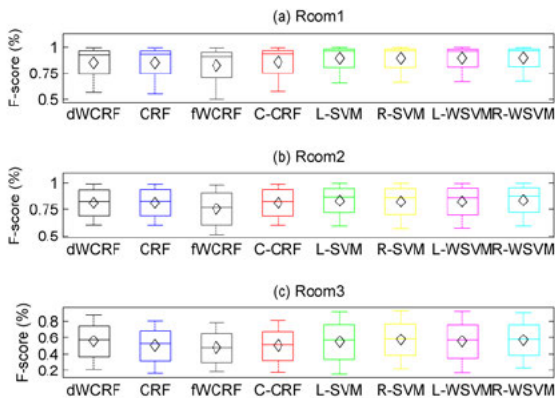 (a) Room1
F-score (%)
1
0.75
0.5
dWCRF CRF fWCRF C-CRF L-SVM R-SVM L-WSVM R-WSVM
(b) Room2
F-score (%)
1
0.75
0.5
dWCRF CRF fWCRF C-CRF L-SVM R-SVM L-WSVM R-WSVM
(c) Room3
F-score (%)
0.8
0.6
0.4
0.2
dWCRF CRF fWCRF C-CRF L-SVM R-SVM L-WSVM R-WSVM